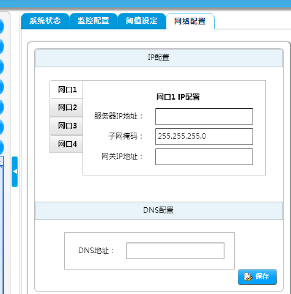 系统状态 监控配置 阈值设定 网络配置
IP配置
网口1
网口2
网口3
网口4
网口1 IP配置
服务器IP地址：
子网掩码： 255.255.255.0
网关IP地址：
DNS配置
DNS地址：
保存